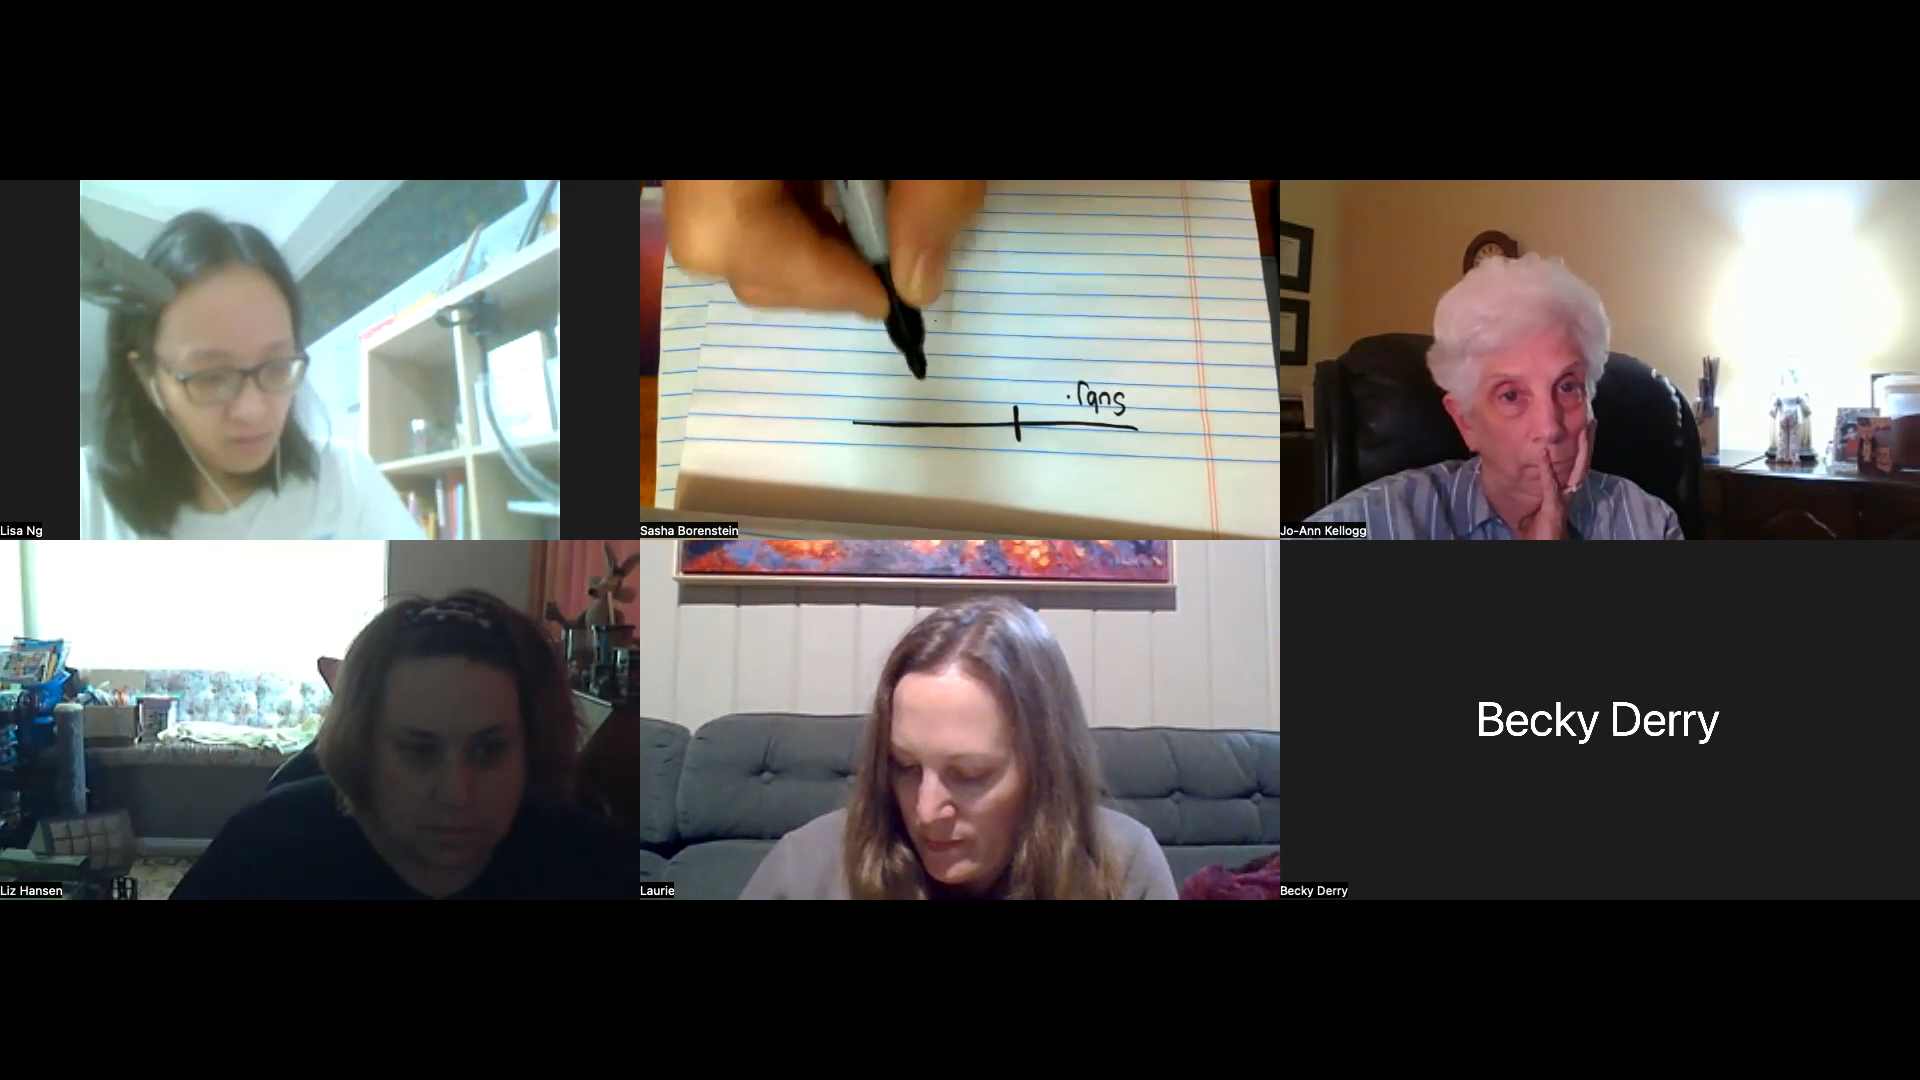 Lisa Ng
Sasha Borenstein
subj.
Jo-Ann Kellogg
Liz Hansen
Laurie
Becky Derry
Becky Derry